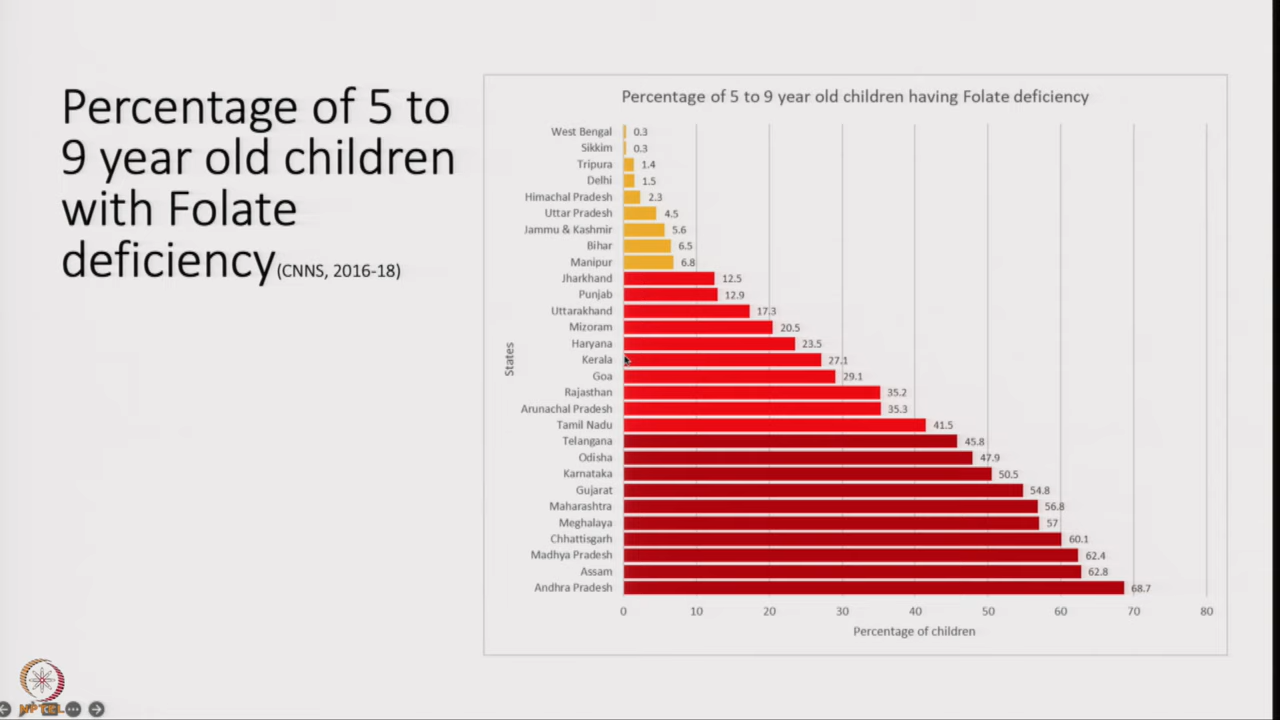 Percentage of 5 to
9 year old children
with Folate
deficiency(CNNS, 2016-18)
Percentage of 5 to 9 year old children having Folate deficiency
States
West Bengal 0.3
Sikkim 0.3
Tripura 1.4
Delhi 1.5
Himachal Pradesh 2.3
Uttar Pradesh 4.5
Jammu & Kashmir 5.6
Bihar 6.5
Manipur 6.8
Jharkhand 12.5
Punjab 12.9
Uttarakhand 17.3
Mizoram 20.5
Haryana 23.5
Kerala 27.1
Goa 29.1
Rajasthan 35.2
Arunachal Pradesh 35.3
Tamil Nadu 41.5
Telangana 45.8
Odisha 47.9
Karnataka 50.5
Gujarat 54.8
Maharashtra 56.8
Meghalaya 57
Chhattisgarh 60.1
Madhya Pradesh 62.4
Assam 62.8
Andhra Pradesh 68.7
0 10 20 30 40 50 60 70 80
Percentage of children
NPTEL